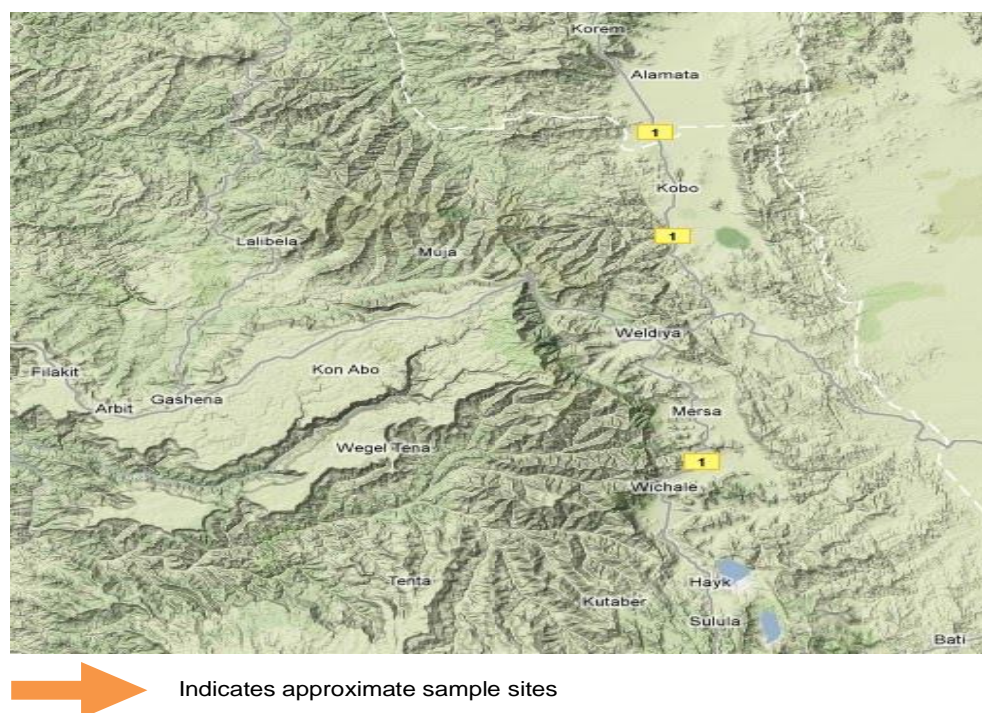 Korem
Alamata
1
Kobo
1
Lalibela
Muja
Weldiya
Filakit
Kon Abo
Arbit
Gashena
Mersa
Wegel Tena
1
Wichale
Tenta
Hayk
Kutaber
Sulula
Bati
Indicates approximate sample sites